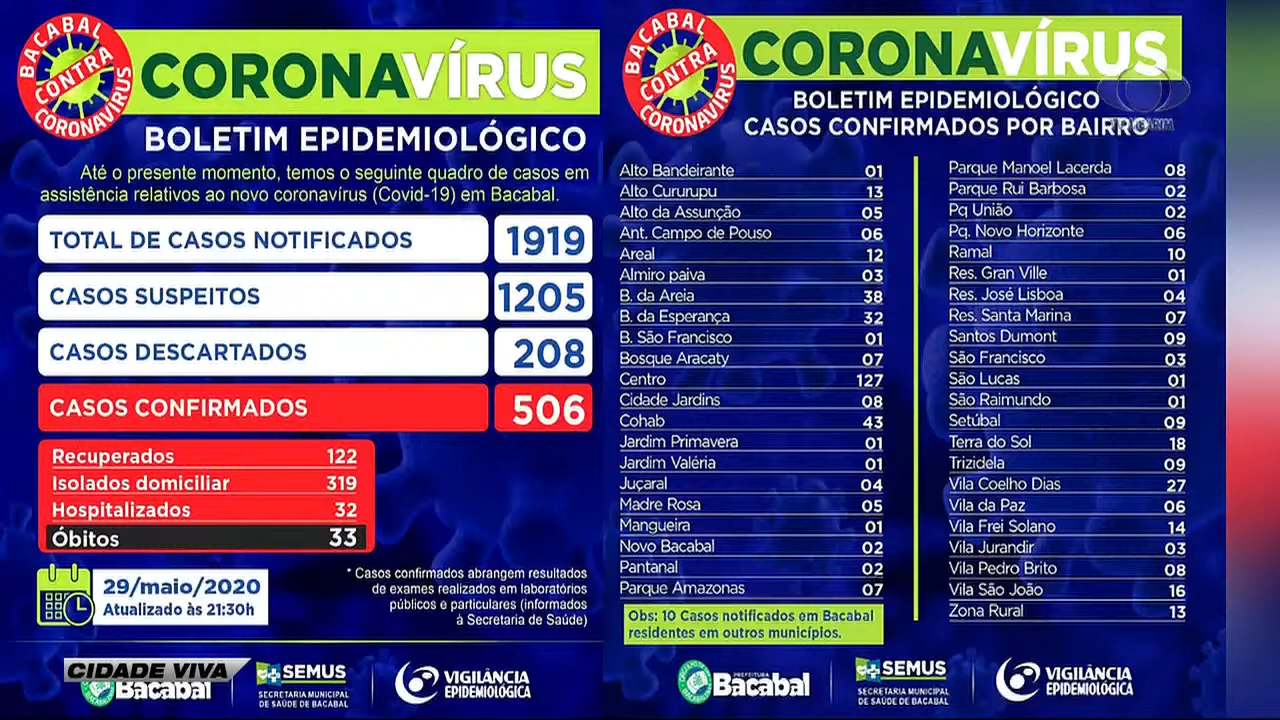 BACABAL
CONTRA
CORONAVÍRUS
CORONAVÍRUS
BOLETIM EPIDEMIOLÓGICO
Até o presente momento, temos o seguinte quadro de casos em
assistência relativos ao novo coronavírus (Covid-19) em Bacabal.
TOTAL DE CASOS NOTIFICADOS 1919
CASOS SUSPEITOS 1205
CASOS DESCARTADOS 208
CASOS CONFIRMADOS 506
Recuperados 122
Isolados domiciliar 319
Hospitalizados 32
Óbitos 33
29/maio/2020
Atualizado às 21:30h
* Casos confirmados abrangem resultados
de exames realizados em laboratórios
públicos e particulares (informados
à Secretaria de Saúde)
CIDADE VIVA
Bacabal
SEMUS
SECRETARIA MUNICIPAL
DE SAÚDE DE BACABAL
VIGILÂNCIA
EPIDEMIOLÓGICA
BACABAL
CONTRA
CORONAVÍRUS
CORONAVÍRUS
BOLETIM EPIDEMIOLÓGICO
CASOS CONFIRMADOS POR BAIRRO
Alto Bandeirante 01
Alto Cururupu 13
Alto da Assunção 05
Ant. Campo de Pouso 06
Areal 12
Almiro paiva 03
B. da Areia 38
B. da Esperança 32
B. São Francisco 01
Bosque Aracaty 07
Centro 127
Cidade Jardins 08
Cohab 43
Jardim Primavera 01
Jardim Valéria 01
Juçaral 04
Madre Rosa 05
Mangueira 01
Novo Bacabal 02
Pantanal 02
Parque Amazonas 07
Obs: 10 Casos notificados em Bacabal
residentes em outros municípios.
Parque Manoel Lacerda 08
Parque Rui Barbosa 02
Pq União 02
Pq. Novo Horizonte 06
Ramal 10
Res. Gran Ville 01
Res. José Lisboa 04
Res. Santa Marina 07
Santos Dumont 09
São Francisco 03
São Lucas 01
São Raimundo 01
Setúbal 09
Terra do Sol 18
Trizidela 09
Vila Coelho Dias 27
Vila da Paz 06
Vila Frei Solano 14
Vila Jurandir 03
Vila Pedro Brito 08
Vila São João 16
Zona Rural 13
PREFEITURA
Bacabal
SEMUS
SECRETARIA MUNICIPAL
DE SAÚDE DE BACABAL
VIGILÂNCIA
EPIDEMIOLÓGICA